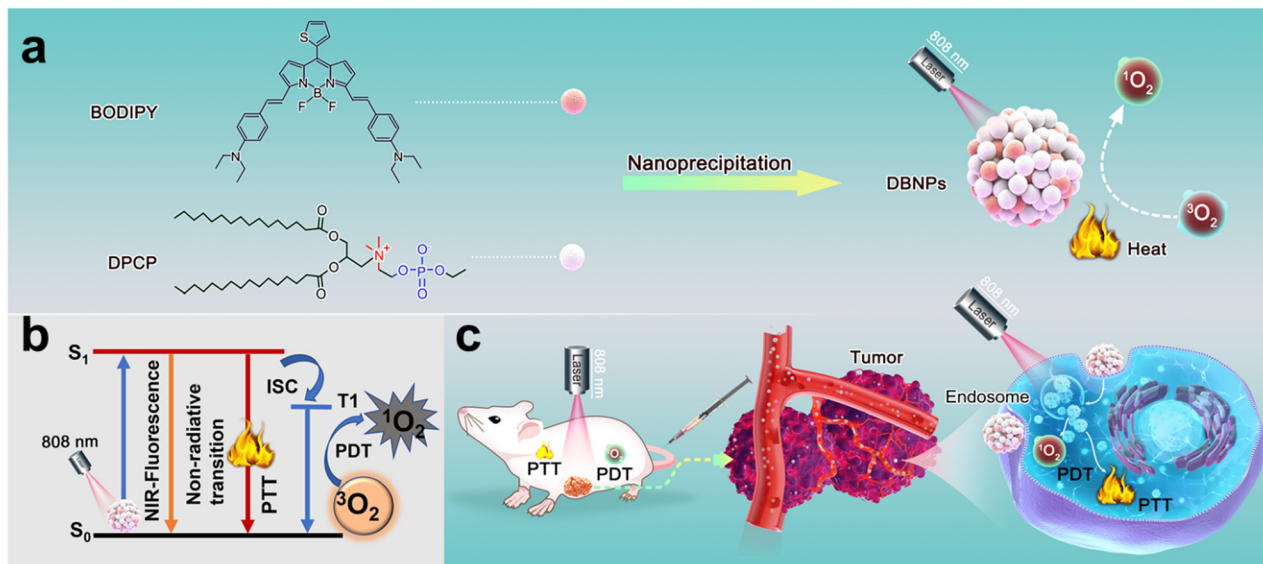 a
BODIPY
S
N
N
B
F
F
N
N
DPCP
O
O
O
O
N+
O
P
O-
O
O
Nanoprecipitation
808 nm
Laser
DBNPs
¹O₂
³O₂
Heat
b
S₁
S₀
808 nm
NIR-Fluorescence
Non-radiative
transition
PTT
ISC
T1
PDT
¹O₂
³O₂
c
808 nm
Laser
PTT
PDT
Tumor
808 nm
Laser
Endosome
¹O₂
PDT
PTT